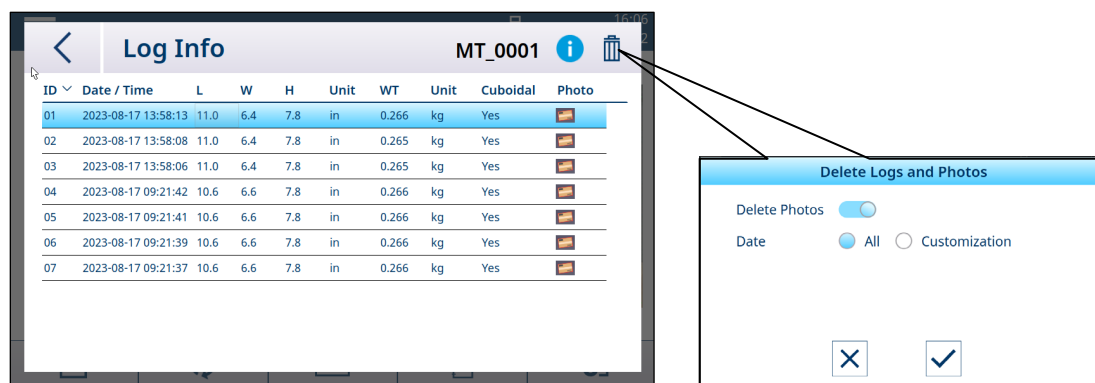 16:06
2
Log Info MT_0001 i
ID Date / Time L W H Unit WT Unit Cuboidal Photo
01 2023-08-17 13:58:13 11.0 6.4 7.8 in 0.266 kg Yes
02 2023-08-17 13:58:08 11.0 6.4 7.8 in 0.265 kg Yes
03 2023-08-17 13:58:06 11.0 6.4 7.8 in 0.265 kg Yes
04 2023-08-17 09:21:42 10.6 6.6 7.8 in 0.266 kg Yes
05 2023-08-17 09:21:41 10.6 6.6 7.8 in 0.266 kg Yes
06 2023-08-17 09:21:39 10.6 6.6 7.8 in 0.266 kg Yes
07 2023-08-17 09:21:37 10.6 6.6 7.8 in 0.266 kg Yes
Delete Logs and Photos
Delete Photos
Date All Customization